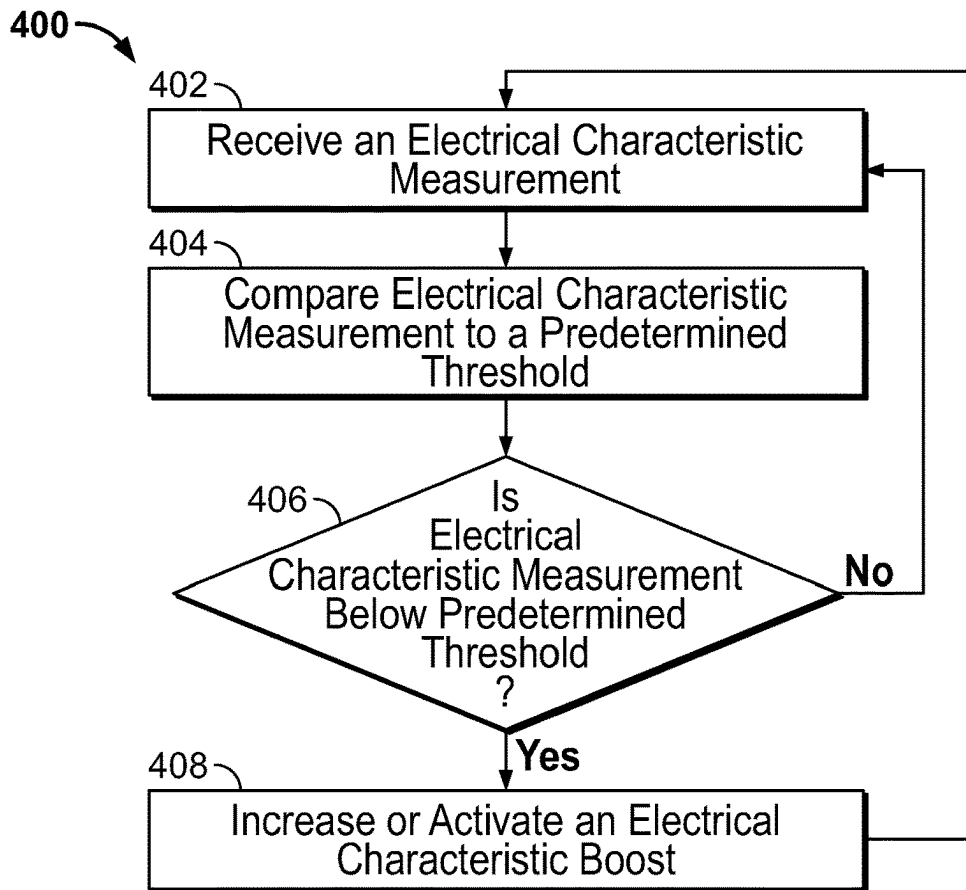 400
402
Receive an Electrical Characteristic
Measurement
404
Compare Electrical Characteristic
Measurement to a Predetermined
Threshold
406
Is
Electrical
Characteristic Measurement
Below Predetermined
Threshold
?
No
Yes
408
Increase or Activate an Electrical
Characteristic Boost